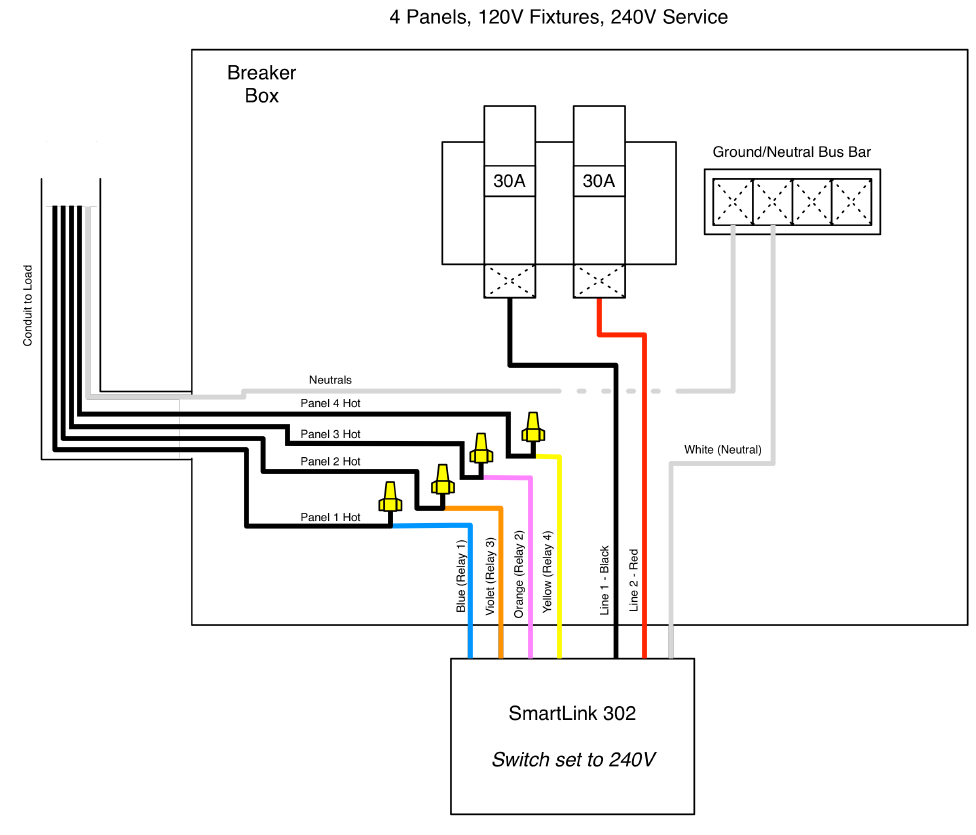 4 Panels, 120V Fixtures, 240V Service
Breaker
Box
Ground/Neutral Bus Bar
30A
30A
Conduit to Load
Neutrals
Panel 4 Hot
Panel 3 Hot
White (Neutral)
Panel 2 Hot
Panel 1 Hot
Blue (Relay 1)
Violet (Relay 3)
Orange (Relay 2)
Yellow (Relay 4)
Line 1 - Black
Line 2 - Red
SmartLink 302
Switch set to 240V